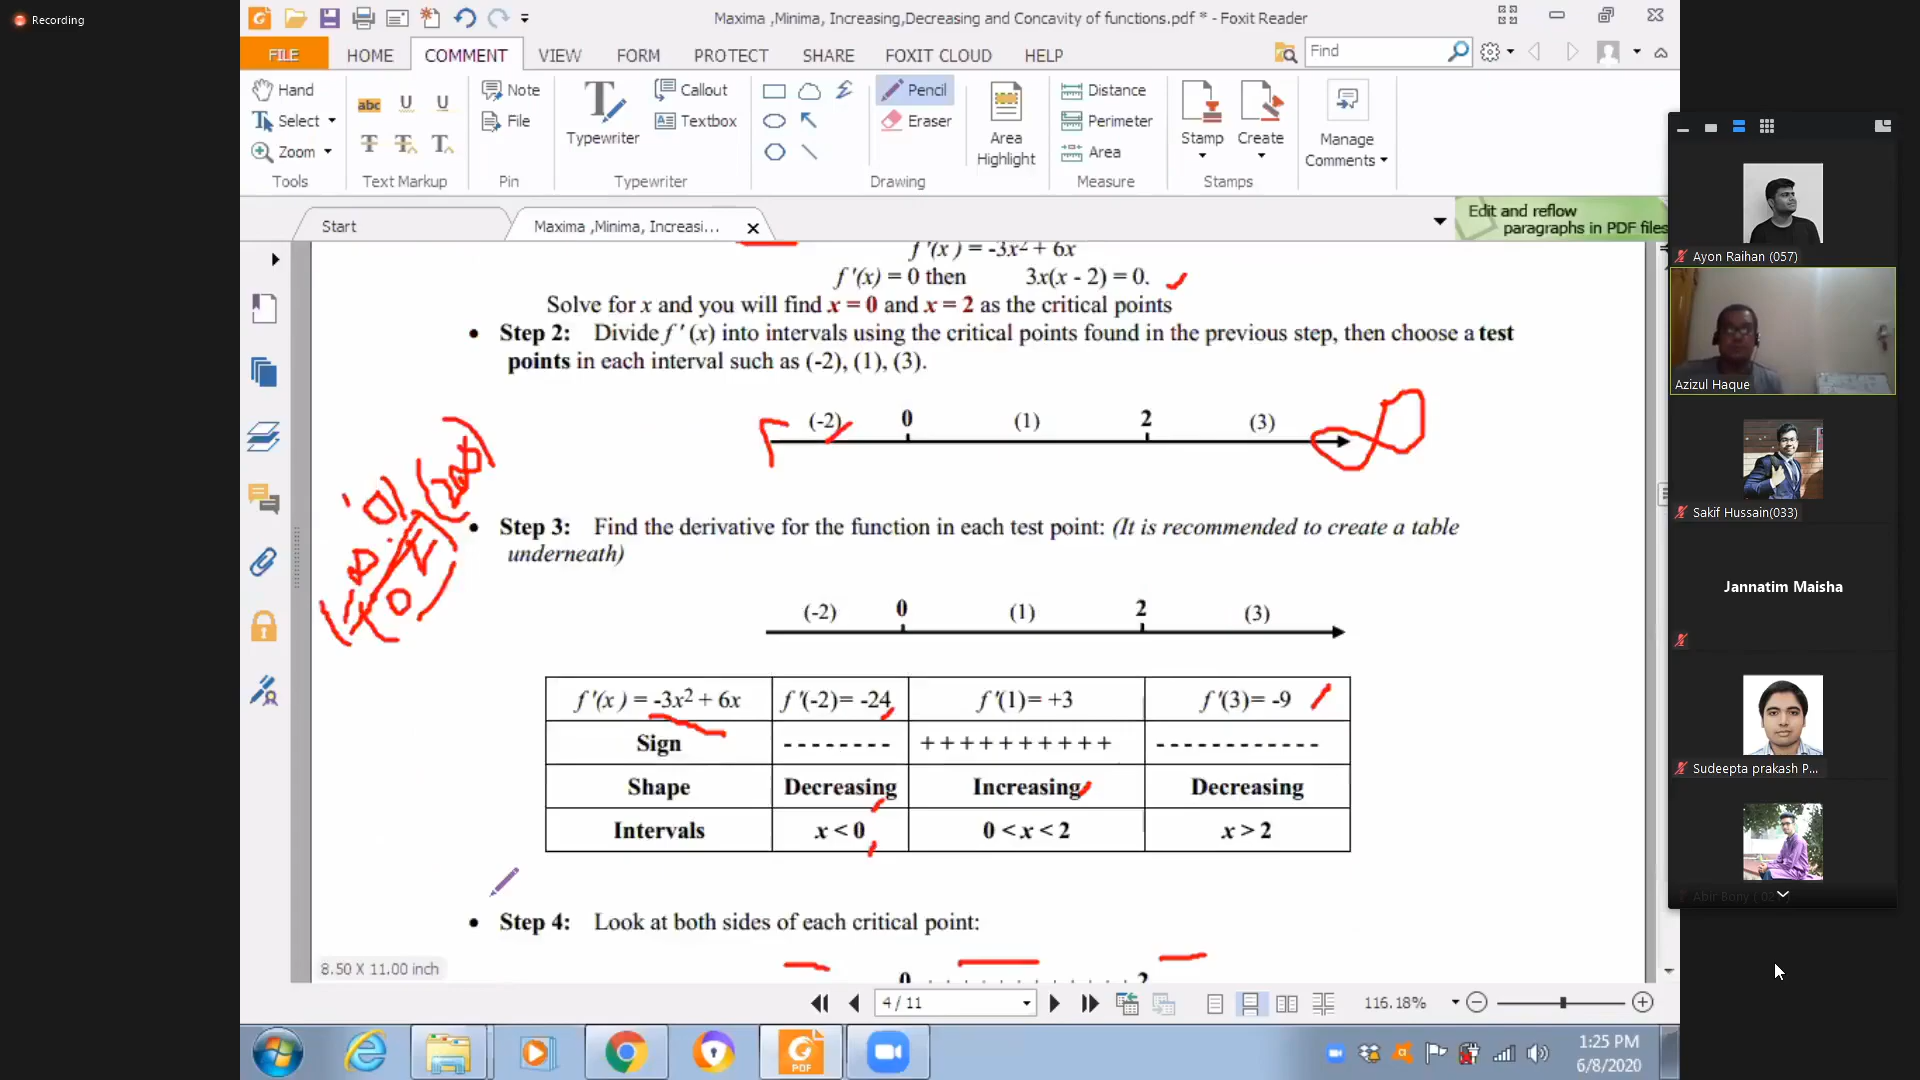 Recording
Maxima ,Minima, Increasing,Decreasing and Concavity of functions.pdf * - Foxit Reader
FILE HOME COMMENT VIEW FORM PROTECT SHARE FOXIT CLOUD HELP
Find
Hand
Select
Zoom
Tools
abc U U
T T T
Text Markup
Note
File
Pin
Typewriter
Callout
Textbox
Typewriter
Pencil
Eraser
Drawing
Area
Highlight
Distance
Perimeter
Area
Measure
Stamp
Create
Stamps
Manage
Comments
Start
Maxima ,Minima, Increasi...
Edit and reflow
paragraphs in PDF files
f '(x ) = -3x² + 6x
f '(x) = 0 then 3x(x - 2) = 0.
Solve for x and you will find x = 0 and x = 2 as the critical points
• Step 2: Divide f ' (x) into intervals using the critical points found in the previous step, then choose a test
points in each interval such as (-2), (1), (3).
(-2) 0 (1) 2 (3)
• Step 3: Find the derivative for the function in each test point: (It is recommended to create a table
underneath)
(-2) 0 (1) 2 (3)
f '(x ) = -3x² + 6x f '(-2)= -24 f '(1)= +3 f '(3)= -9
Sign - - - - - - - - + + + + + + + + + + - - - - - - - - - - - -
Shape Decreasing Increasing Decreasing
Intervals x < 0 0 < x < 2 x > 2
• Step 4: Look at both sides of each critical point:
0 2
8.50 X 11.00 inch
4 / 11
116.18%
PDF
1:25 PM
6/8/2020
Ayon Raihan (057)
Azizul Haque
Sakif Hussain(033)
Jannatim Maisha
Sudeepta prakash P...